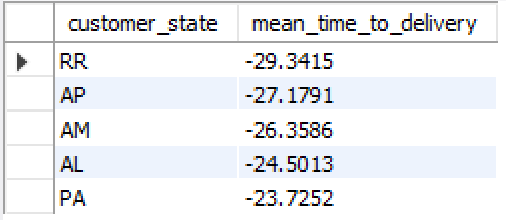 customer_state mean_time_to_delivery
RR -29.3415
AP -27.1791
AM -26.3586
AL -24.5013
PA -23.7252